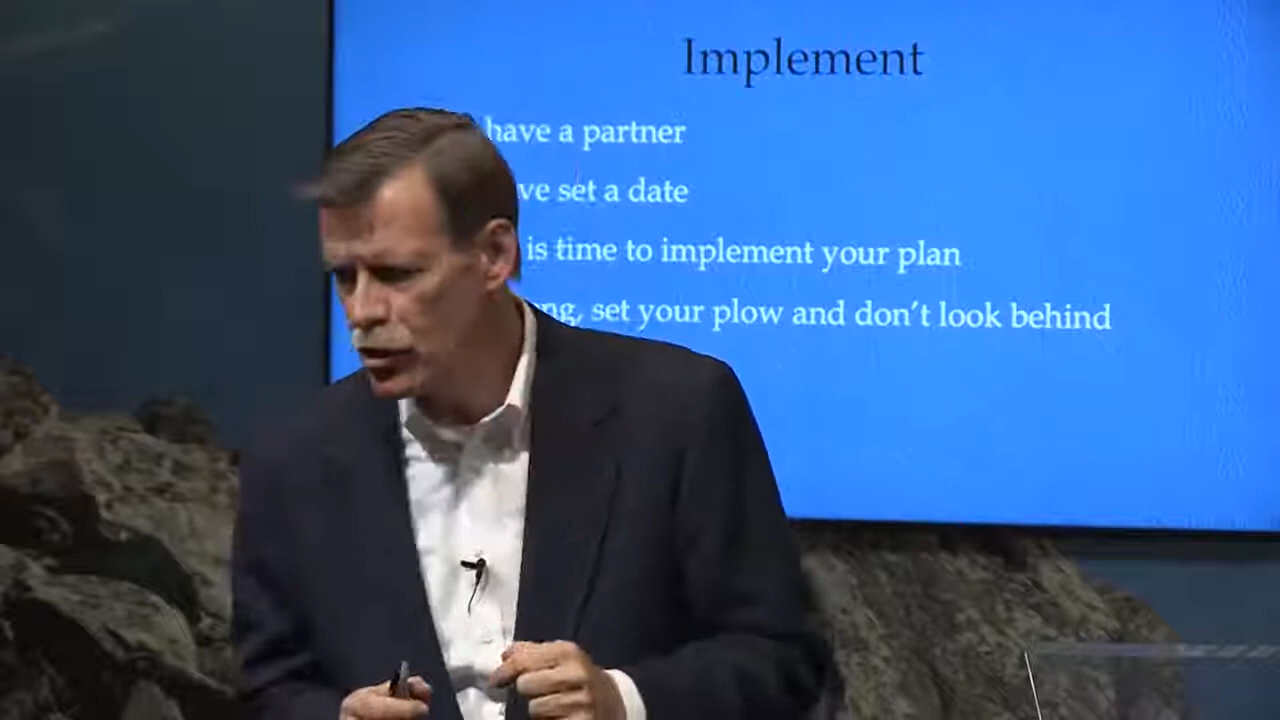 Implement
have a partner
ve set a date
is time to implement your plan
ng, set your plow and don't look behind